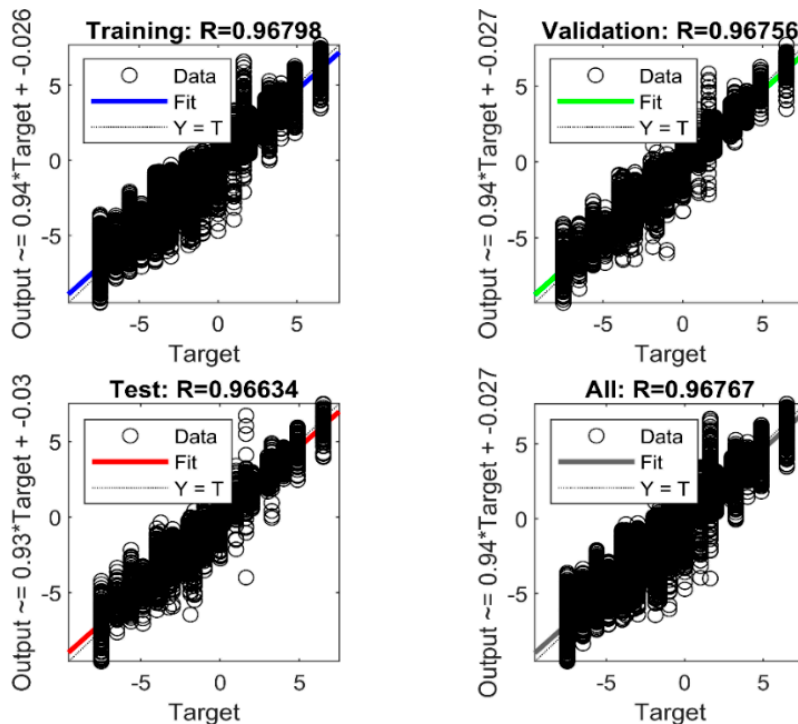 Training: R=0.96798
Output ~= 0.94*Target + -0.026
Data
Fit
Y = T
5
0
-5
-5 0 5
Target
Validation: R=0.96756
Output ~= 0.94*Target + -0.027
Data
Fit
Y = T
5
0
-5
-5 0 5
Target
Test: R=0.96634
Output ~= 0.93*Target + -0.03
Data
Fit
Y = T
5
0
-5
-5 0 5
Target
All: R=0.96767
Output ~= 0.94*Target + -0.027
Data
Fit
Y = T
5
0
-5
-5 0 5
Target